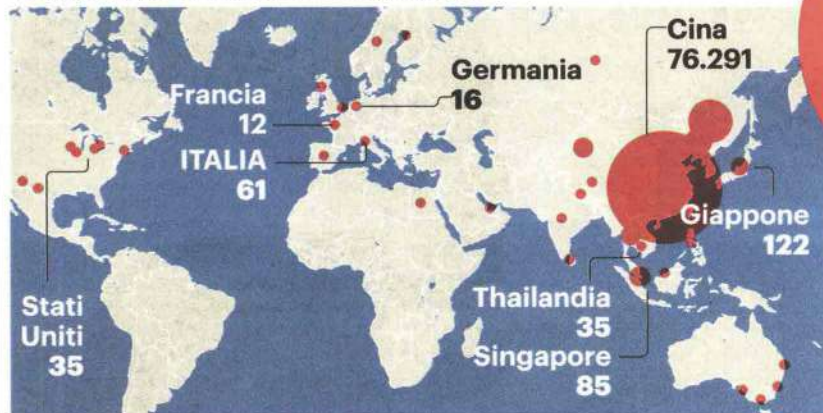 Cina
76.291
Germania
16
Francia
12
ITALIA
61
Giappone
122
Stati
Uniti
35
Thailandia
35
Singapore
85